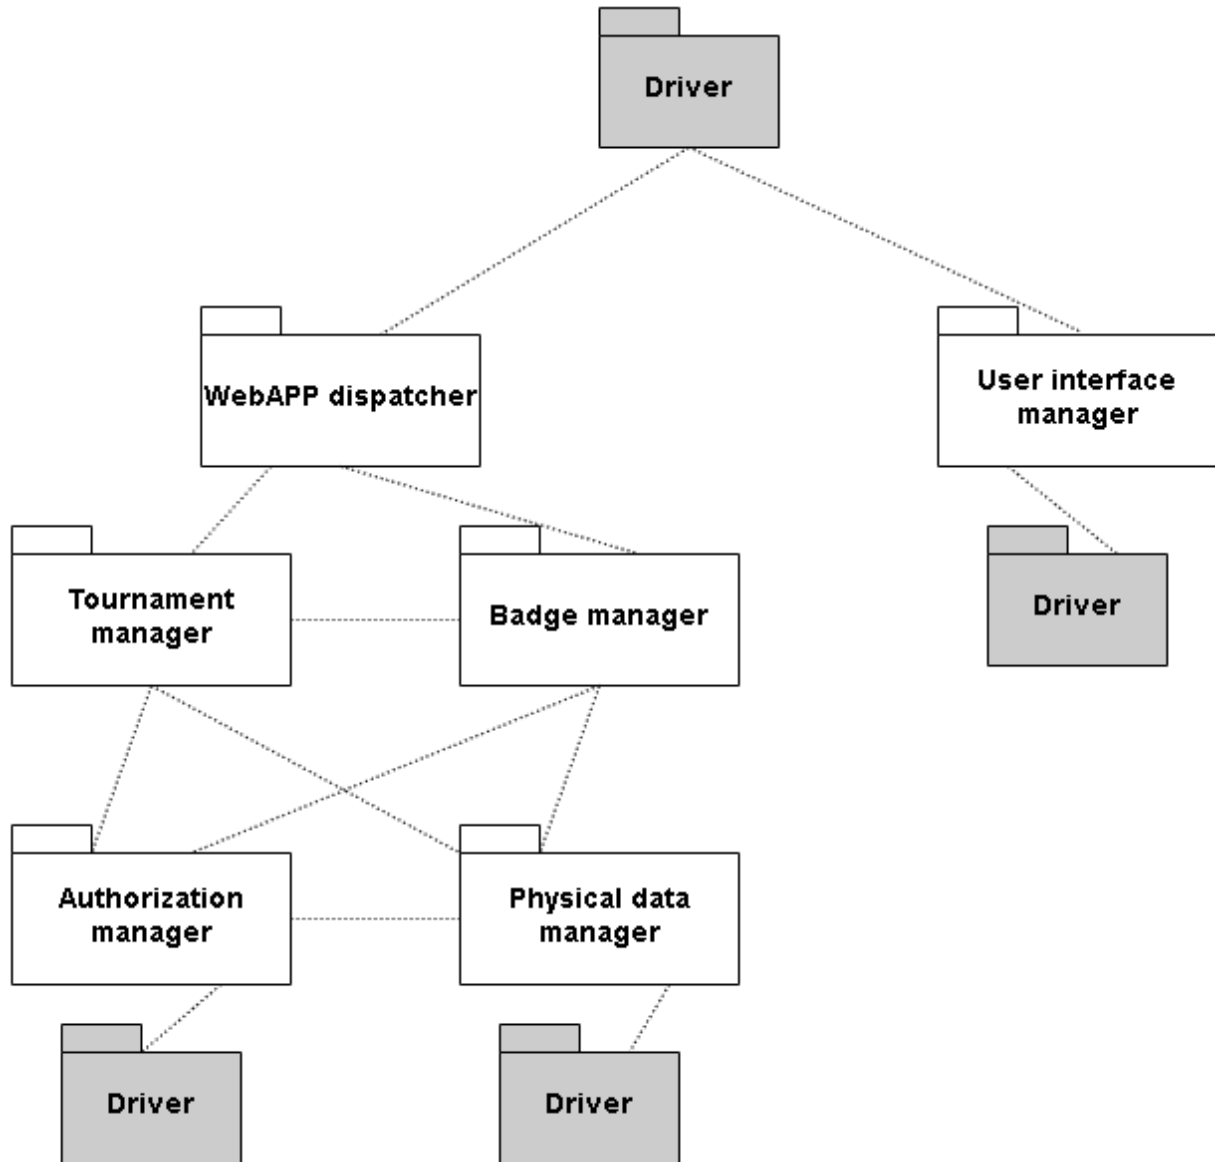 Driver
WebAPP dispatcher
User interface
manager
Tournament
manager
Badge manager
Driver
Authorization
manager
Physical data
manager
Driver
Driver